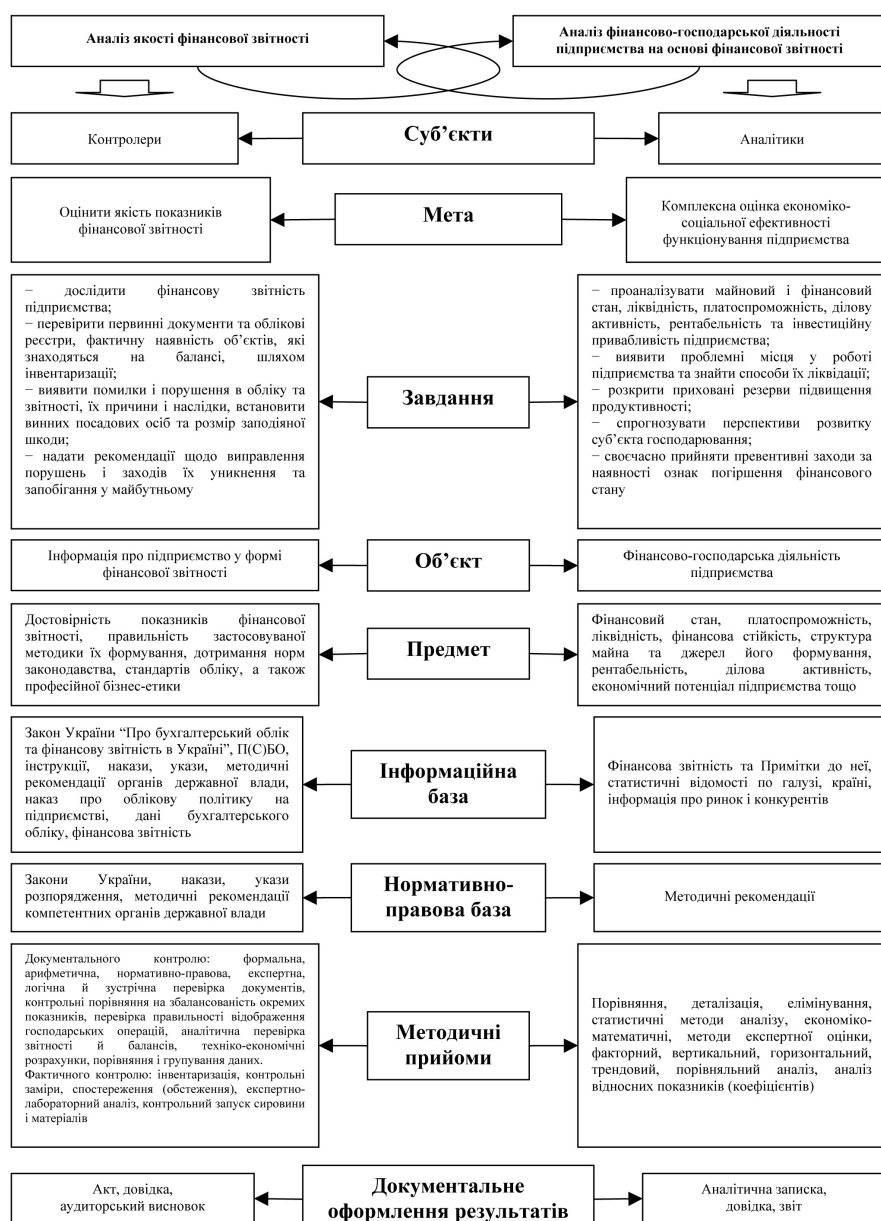 Аналіз якості фінансової звітності
Аналіз фінансово-господарської діяльності
підприємства на основі фінансової звітності
Контролери
Суб’єкти
Аналітики
Оцінити якість показників
фінансової звітності
Мета
Комплексна оцінка економіко-
соціальної ефективності
функціонування підприємства
− дослідити фінансову звітність
підприємства;
− перевірити первинні документи та облікові
реєстри, фактичну наявність об’єктів, які
знаходяться на балансі, шляхом
інвентаризації;
− виявити помилки і порушення в обліку та
звітності, їх причини і наслідки, встановити
винних посадових осіб та розмір заподіяної
шкоди;
− надати рекомендації щодо виправлення
порушень і заходів їх уникнення та
запобігання у майбутньому
Завдання
− проаналізувати майновий і фінансовий
стан, ліквідність, платоспроможність, ділову
активність, рентабельність та інвестиційну
привабливість підприємства;
− виявити проблемні місця у роботі
підприємства та знайти способи їх ліквідації;
− розкрити приховані резерви підвищення
продуктивності;
− спрогнозувати перспективи розвитку
суб’єкта господарювання;
− своєчасно прийняти превентивні заходи за
наявності ознак погіршення фінансового
стану
Інформація про підприємство у формі
фінансової звітності
Об’єкт
Фінансово-господарська діяльність
підприємства
Достовірність показників фінансової
звітності, правильність застосовуваної
методики їх формування, дотримання норм
законодавства, стандартів обліку, а також
професійної бізнес-етики
Предмет
Фінансовий стан, платоспроможність,
ліквідність, фінансова стійкість, структура
майна та джерел його формування,
рентабельність, ділова активність,
економічний потенціал підприємства тощо
Закон України “Про бухгалтерський облік
та фінансову звітність в Україні”, П(С)БО,
інструкції, накази, укази, методичні
рекомендації органів державної влади,
наказ про облікову політику на
підприємстві, дані бухгалтерського
обліку, фінансова звітність
Інформаційна
база
Фінансова звітність та Примітки до неї,
статистичні відомості по галузі, країні,
інформація про ринок і конкурентів
Закони України, накази, укази
розпорядження, методичні рекомендації
компетентних органів державної влади
Нормативно-
правова база
Методичні рекомендації
Документального контролю: формальна,
арифметична, нормативно-правова, експертна,
логічна й зустрічна перевірка документів,
контрольні порівняння на збалансованість окремих
показників, перевірка правильності відображення
господарських операцій, аналітична перевірка
звітності й балансів, техніко-економічні
розрахунки, порівняння і групування даних.
Фактичного контролю: інвентаризація, контрольні
заміри, спостереження (обстеження), експертно-
лабораторний аналіз, контрольний запуск сировини
і матеріалів
Методичні
прийоми
Порівняння, деталізація, елімінування,
статистичні методи аналізу, економіко-
математичні, методи експертної оцінки,
факторний, вертикальний, горизонтальний,
трендовий, порівняльний аналіз, аналіз
відносних показників (коефіцієнтів)
Акт, довідка,
аудиторський висновок
Документальне
оформлення результатів
Аналітична записка,
довідка, звіт